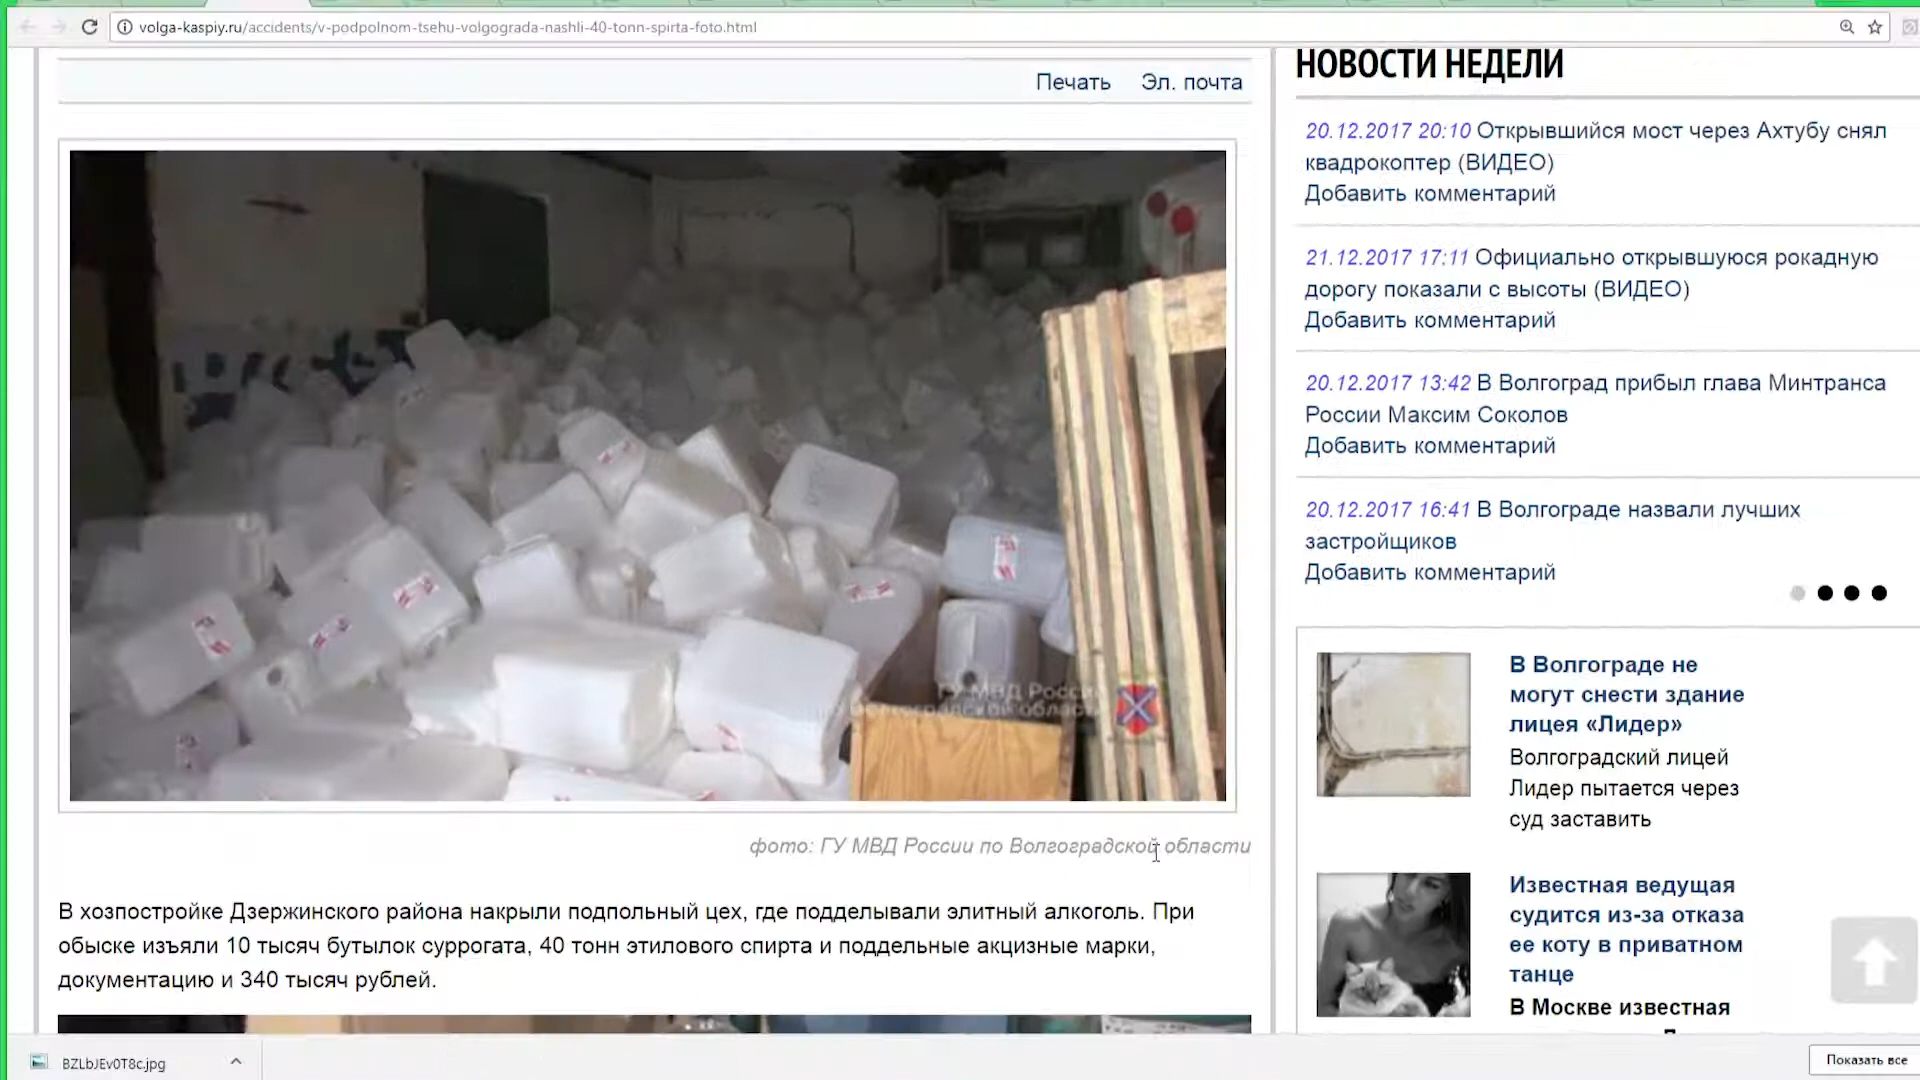 volga-kaspiy.ru/accidents/v-podpolnom-tsehu-volgograda-nashli-40-tonn-spirta-foto.html
Печать Эл. почта
ГУ МВД России
по Волгоградской области
фото: ГУ МВД России по Волгоградской области
В хозпостройке Дзержинского района накрыли подпольный цех, где подделывали элитный алкоголь. При
обыске изъяли 10 тысяч бутылок суррогата, 40 тонн этилового спирта и поддельные акцизные марки,
документацию и 340 тысяч рублей.
НОВОСТИ НЕДЕЛИ
20.12.2017 20:10 Открывшийся мост через Ахтубу снял
квадрокоптер (ВИДЕО)
Добавить комментарий
21.12.2017 17:11 Официально открывшуюся рокадную
дорогу показали с высоты (ВИДЕО)
Добавить комментарий
20.12.2017 13:42 В Волгоград прибыл глава Минтранса
России Максим Соколов
Добавить комментарий
20.12.2017 16:41 В Волгограде назвали лучших
застройщиков
Добавить комментарий
В Волгограде не
могут снести здание
лицея «Лидер»
Волгоградский лицей
Лидер пытается через
суд заставить
Известная ведущая
судится из-за отказа
ее коту в приватном
танце
В Москве известная
BZLbJEv0T8c.jpg
Показать все